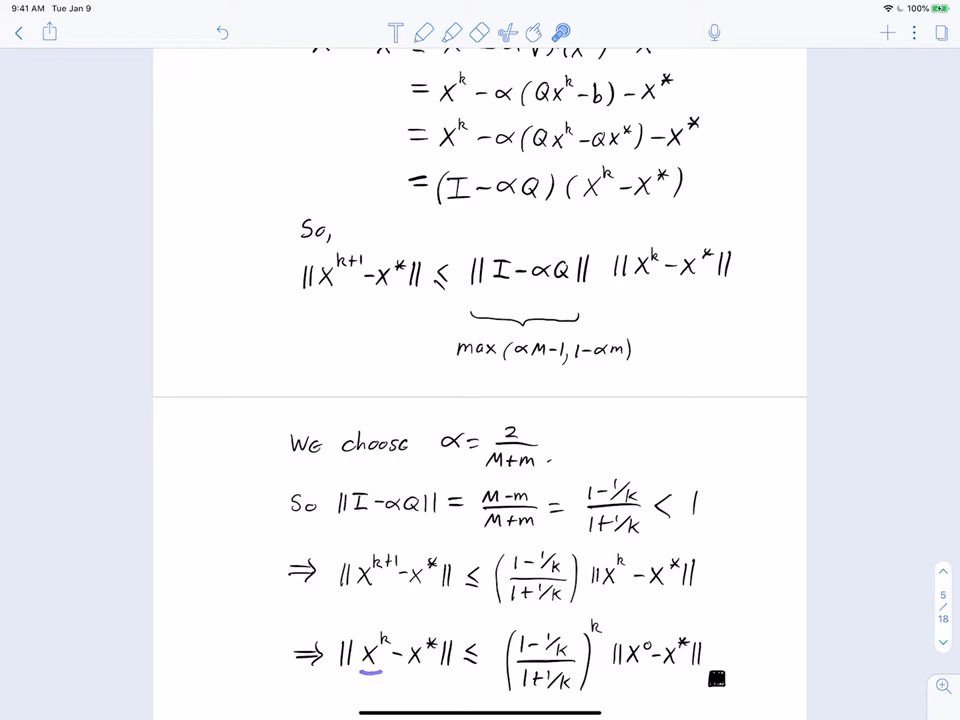 9:41 AM Tue Jan 9
100%
= x^k - α(Qx^k - b) - x^*
= x^k - α(Qx^k - Qx^*) - x^*
= (I - αQ)(x^k - x^*)
So,
||x^{k+1} - x^*|| ≤ ||I - αQ|| ||x^k - x^*||
max(αM-1, 1-αm)
We choose α = 2/(M+m).
So ||I - αQ|| = (M-m)/(M+m) = (1-1/k)/(1+1/k) < 1
⇒ ||x^{k+1} - x^*|| ≤ ((1-1/k)/(1+1/k)) ||x^k - x^*||
⇒ ||x^k - x^*|| ≤ ((1-1/k)/(1+1/k))^k ||x^0 - x^*|| ■
5
/
18